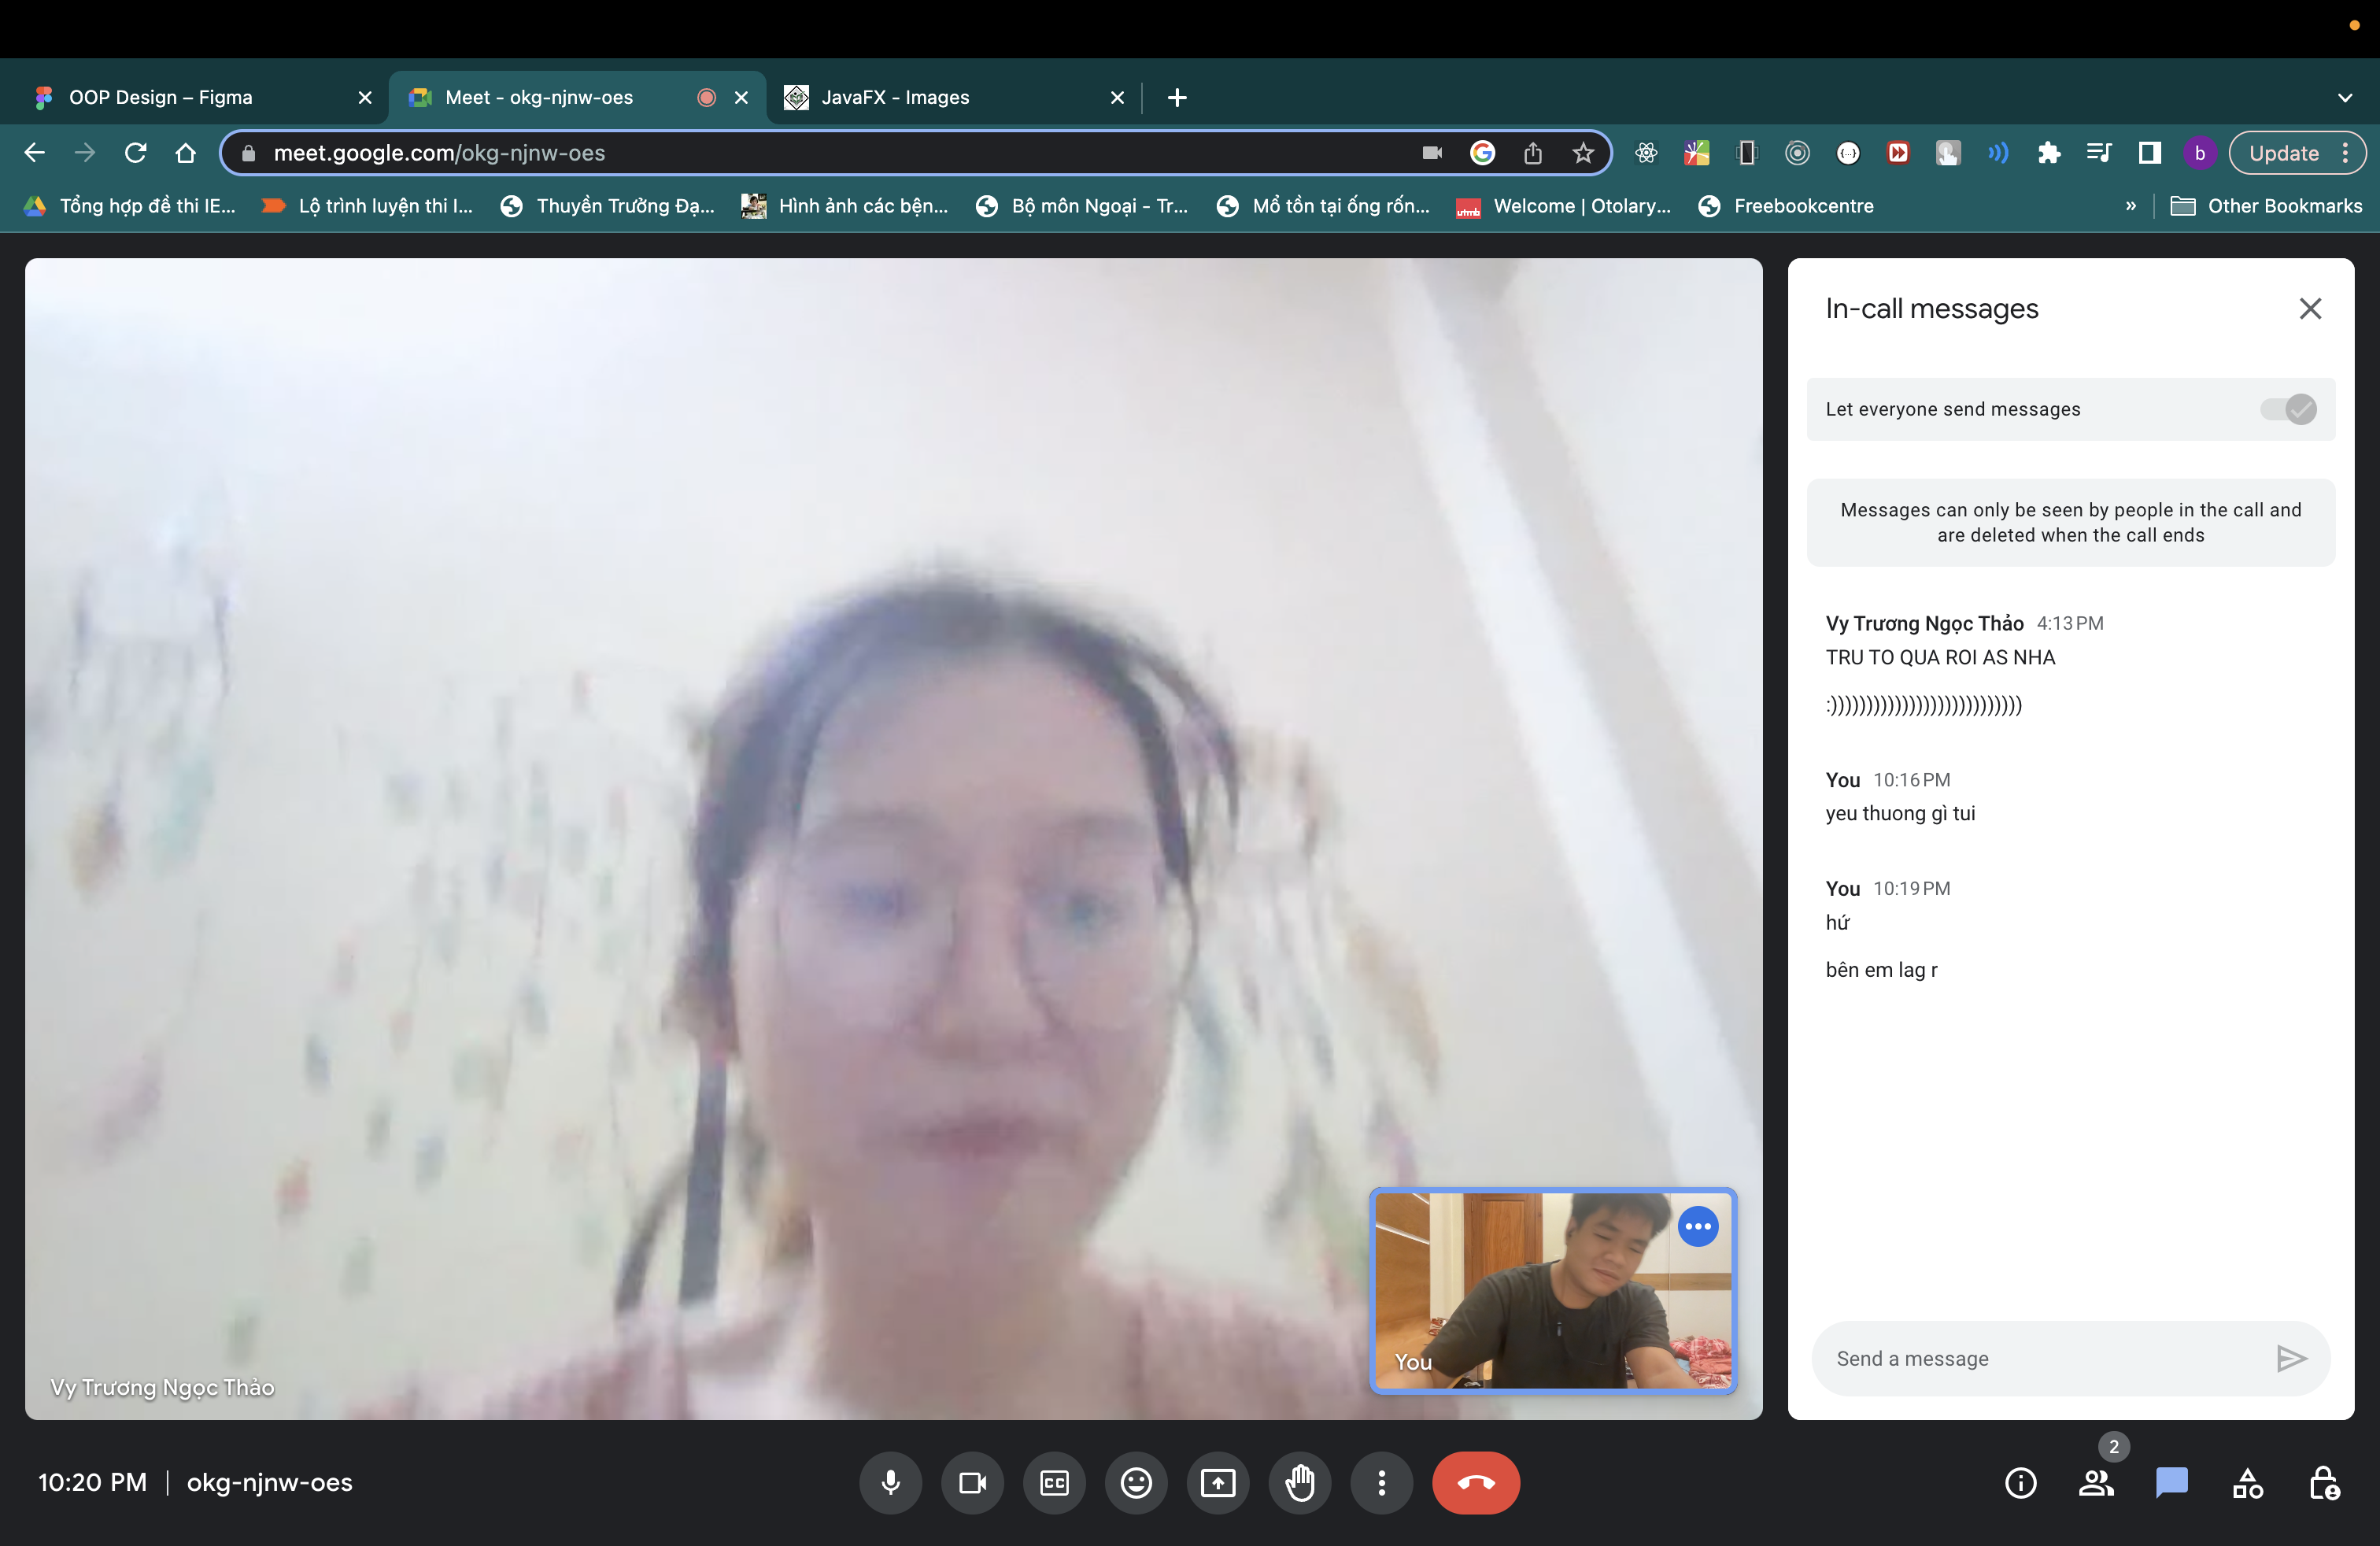 OOP Design – Figma
Meet - okg-njnw-oes
JavaFX - Images
meet.google.com/okg-njnw-oes
b
Update
Tổng hợp đề thi IE...
Lộ trình luyện thi I...
Thuyền Trưởng Đạ...
Hình ảnh các bện...
Bộ môn Ngoại - Tr...
Mổ tồn tại ống rốn...
utmb
Welcome | Otolary...
Freebookcentre
»
Other Bookmarks
In-call messages
Let everyone send messages
Messages can only be seen by people in the call and
are deleted when the call ends
Vy Trương Ngọc Thảo 4:13 PM
TRU TO QUA ROI AS NHA
:)))))))))))))))))))))))))))
You 10:16 PM
yeu thuong gì tui
You 10:19 PM
hứ
bên em lag r
Send a message
You
Vy Trương Ngọc Thảo
10:20 PM | okg-njnw-oes
CC
2